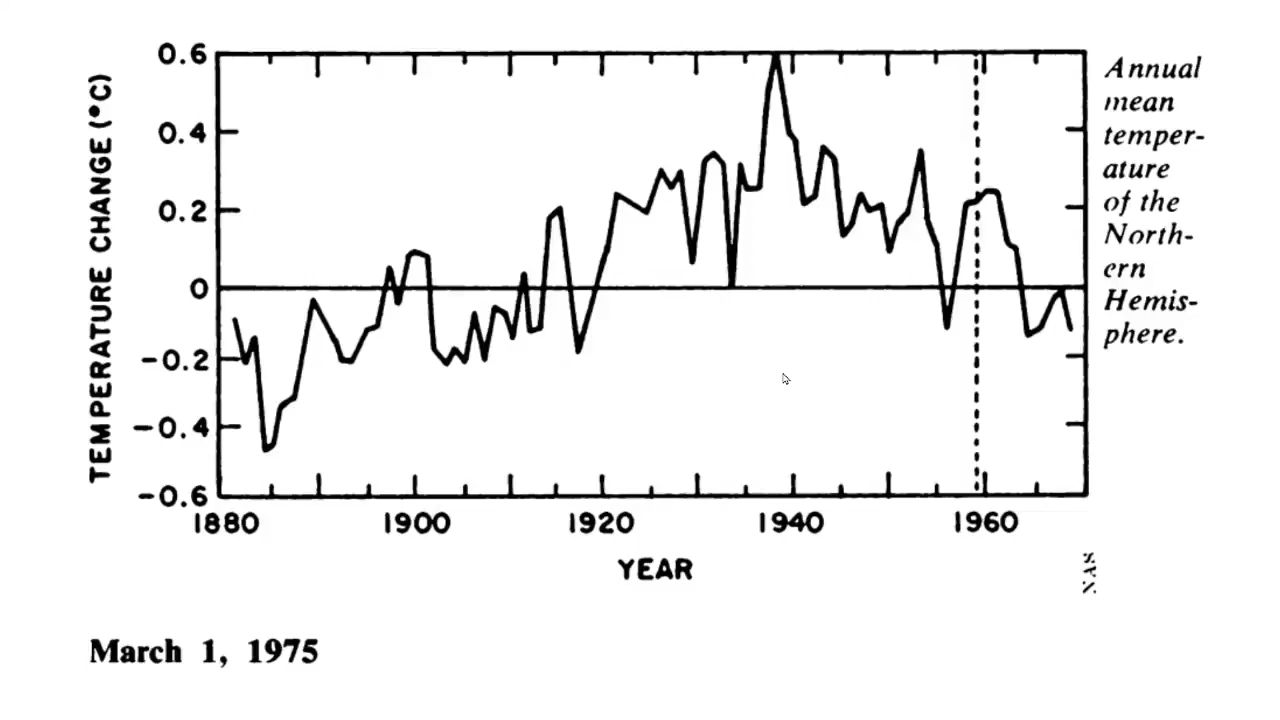 0.6
0.4
0.2
0
-0.2
-0.4
-0.6
TEMPERATURE CHANGE (°C)
1880 1900 1920 1940 1960
YEAR
Annual
mean
temper-
ature
of the
North-
ern
Hemis-
phere.
NAS
March 1, 1975